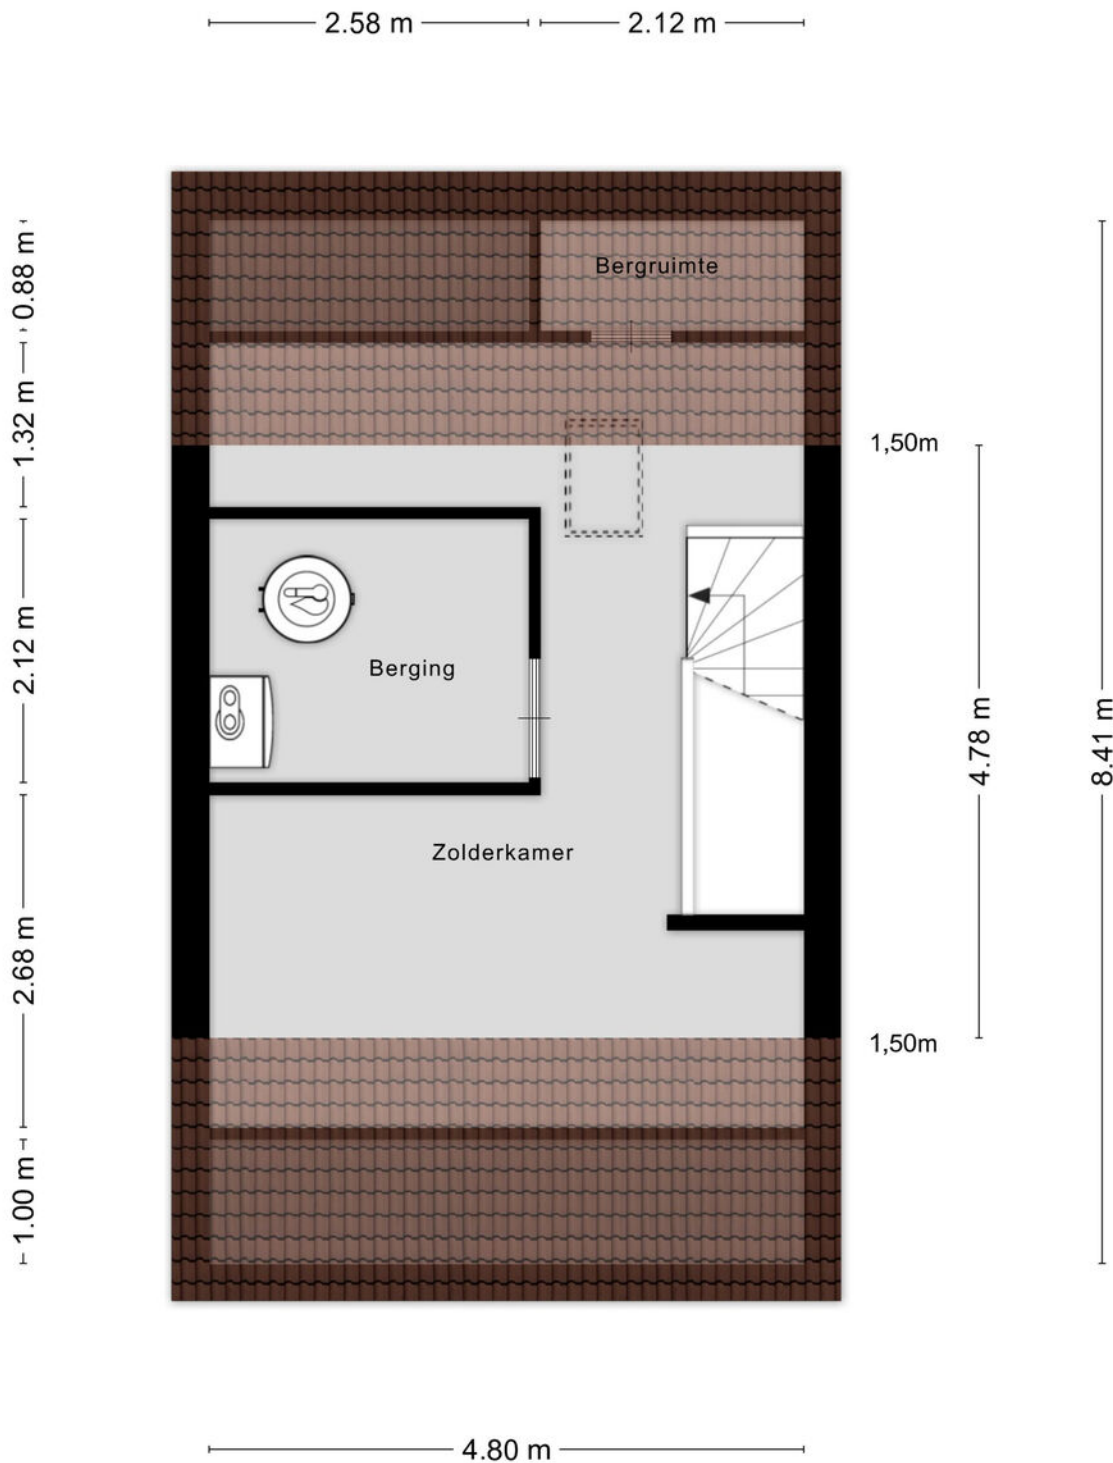 2.58 m
2.12 m
0.88 m
Bergruimte
1.32 m
1,50m
2.12 m
Berging
4.78 m
8.41 m
Zolderkamer
2.68 m
1,50m
1.00 m
4.80 m